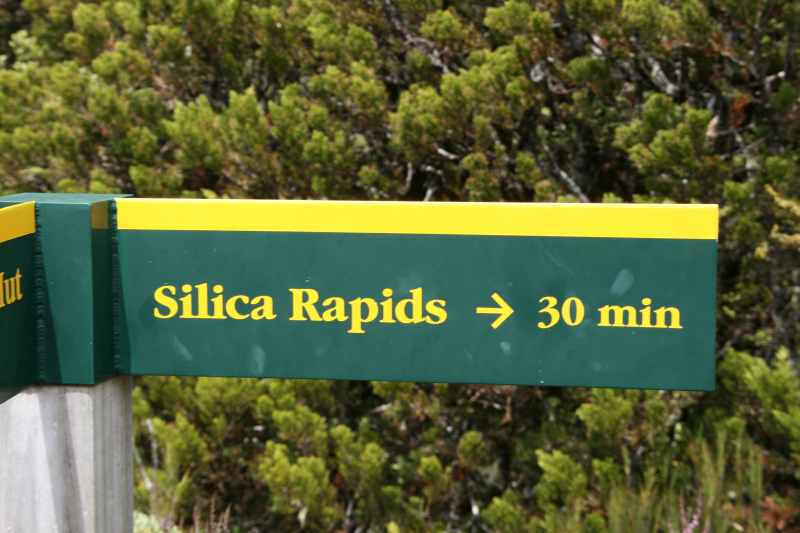 Silica Rapids → 30 min